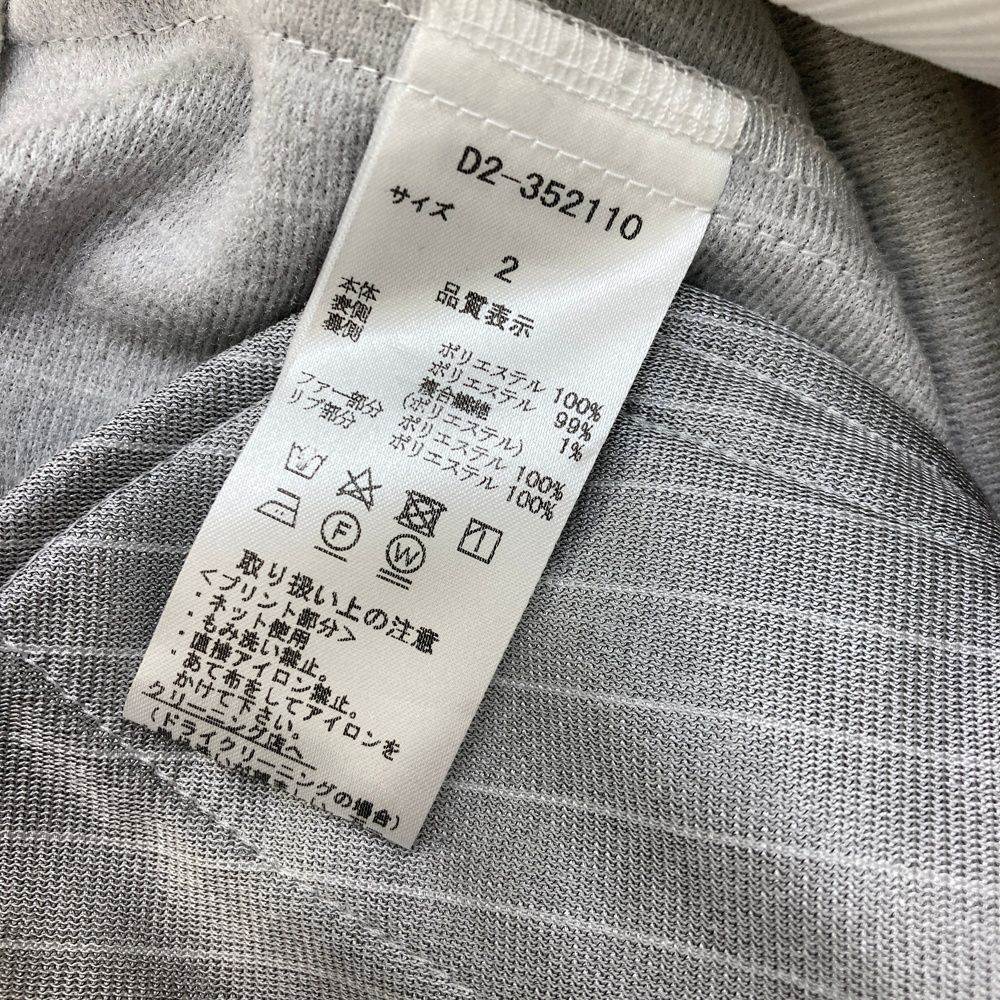 D2-352110
サイズ
2
品質表示
本体 ポリエステル 100%
表側 ポリエステル 99%
裏側 複合繊維
(ポリエステル) 1%
ファー部分 ポリエステル 100%
リブ部分 ポリエステル 100%
F
W
取り扱い上の注意
<プリント部分>
・ネット使用
・もみ洗い禁止。
・直接アイロン禁止。
・あて布をしてアイロンを
かけて下さい。
クリーニング店へ
(ドライクリーニングの場合)